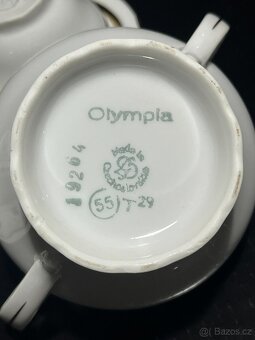 Olympia
Made in
Czechoslovakia
19264
55 T 29
Bazos.cz